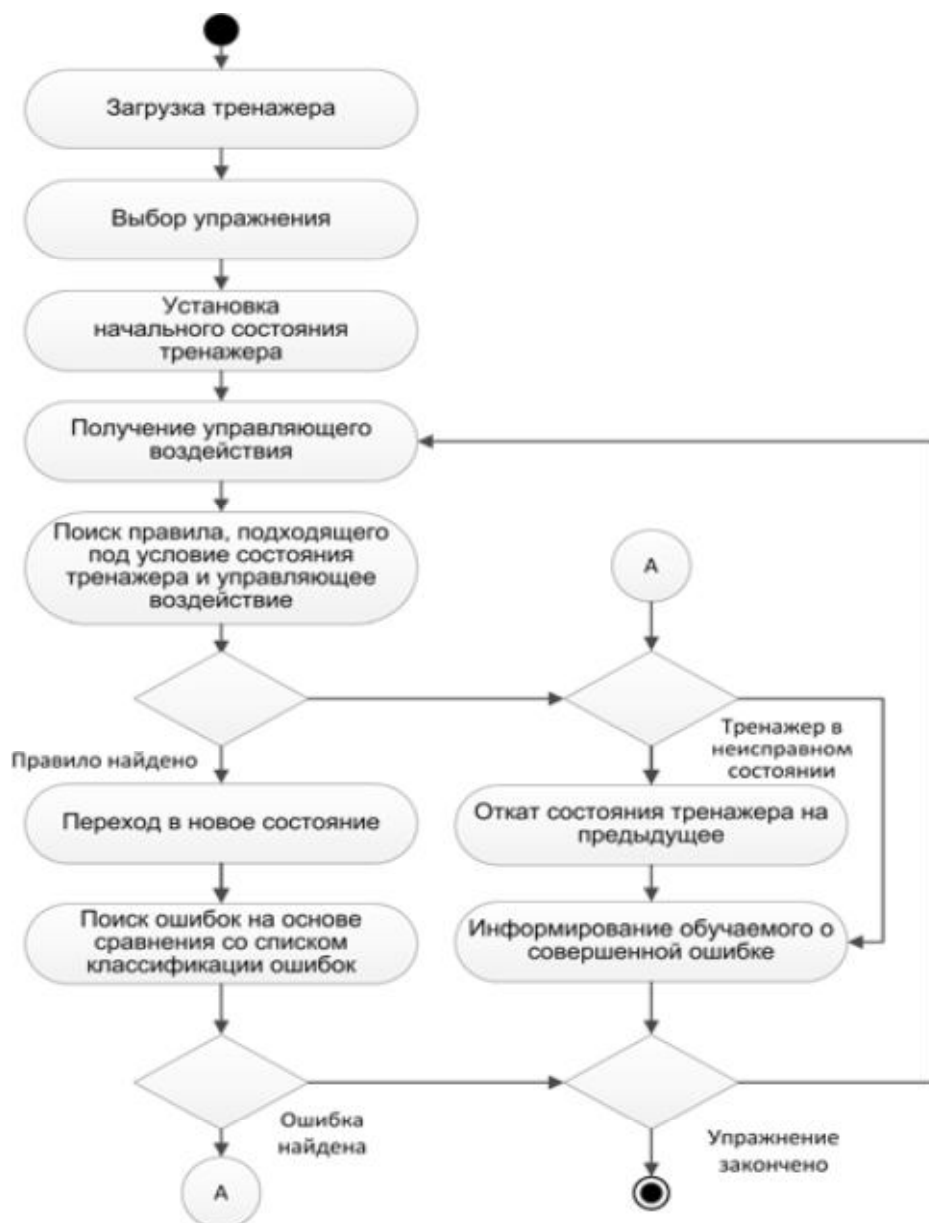 Загрузка тренажера
Выбор упражнения
Установка
начального состояния
тренажера
Получение управляющего
воздействия
Поиск правила, подходящего
под условие состояния
тренажера и управляющее
воздействие
А
Правило найдено
Тренажер в
неисправном
состоянии
Переход в новое состояние
Откат состояния тренажера на
предыдущее
Поиск ошибок на основе
сравнения со списком
классификации ошибок
Информирование обучаемого о
совершенной ошибке
Ошибка
найдена
Упражнение
закончено
А